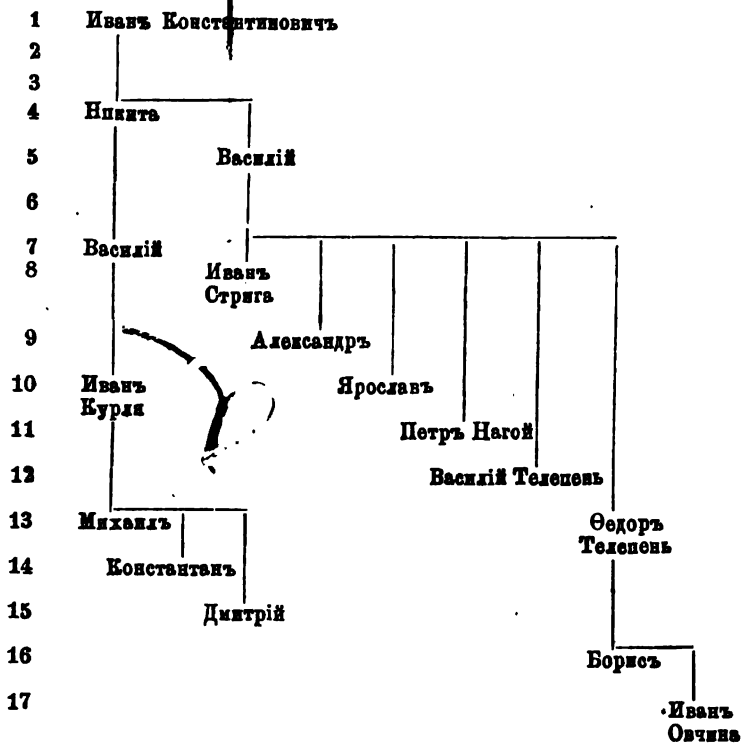 1 Иванъ Константиновичъ
2
3
4 Никита
5 Василій
6
7 Василій
8 Иванъ
Стрига
9 Александръ
10 Иванъ Ярославъ
Курля
11 Петръ Нагой
12 Василій Телепень
13 Михаилъ Ѳедоръ
Телепень
14 Константанъ
15 Дмитрій
16 Борисъ
17 Иванъ
Овчина